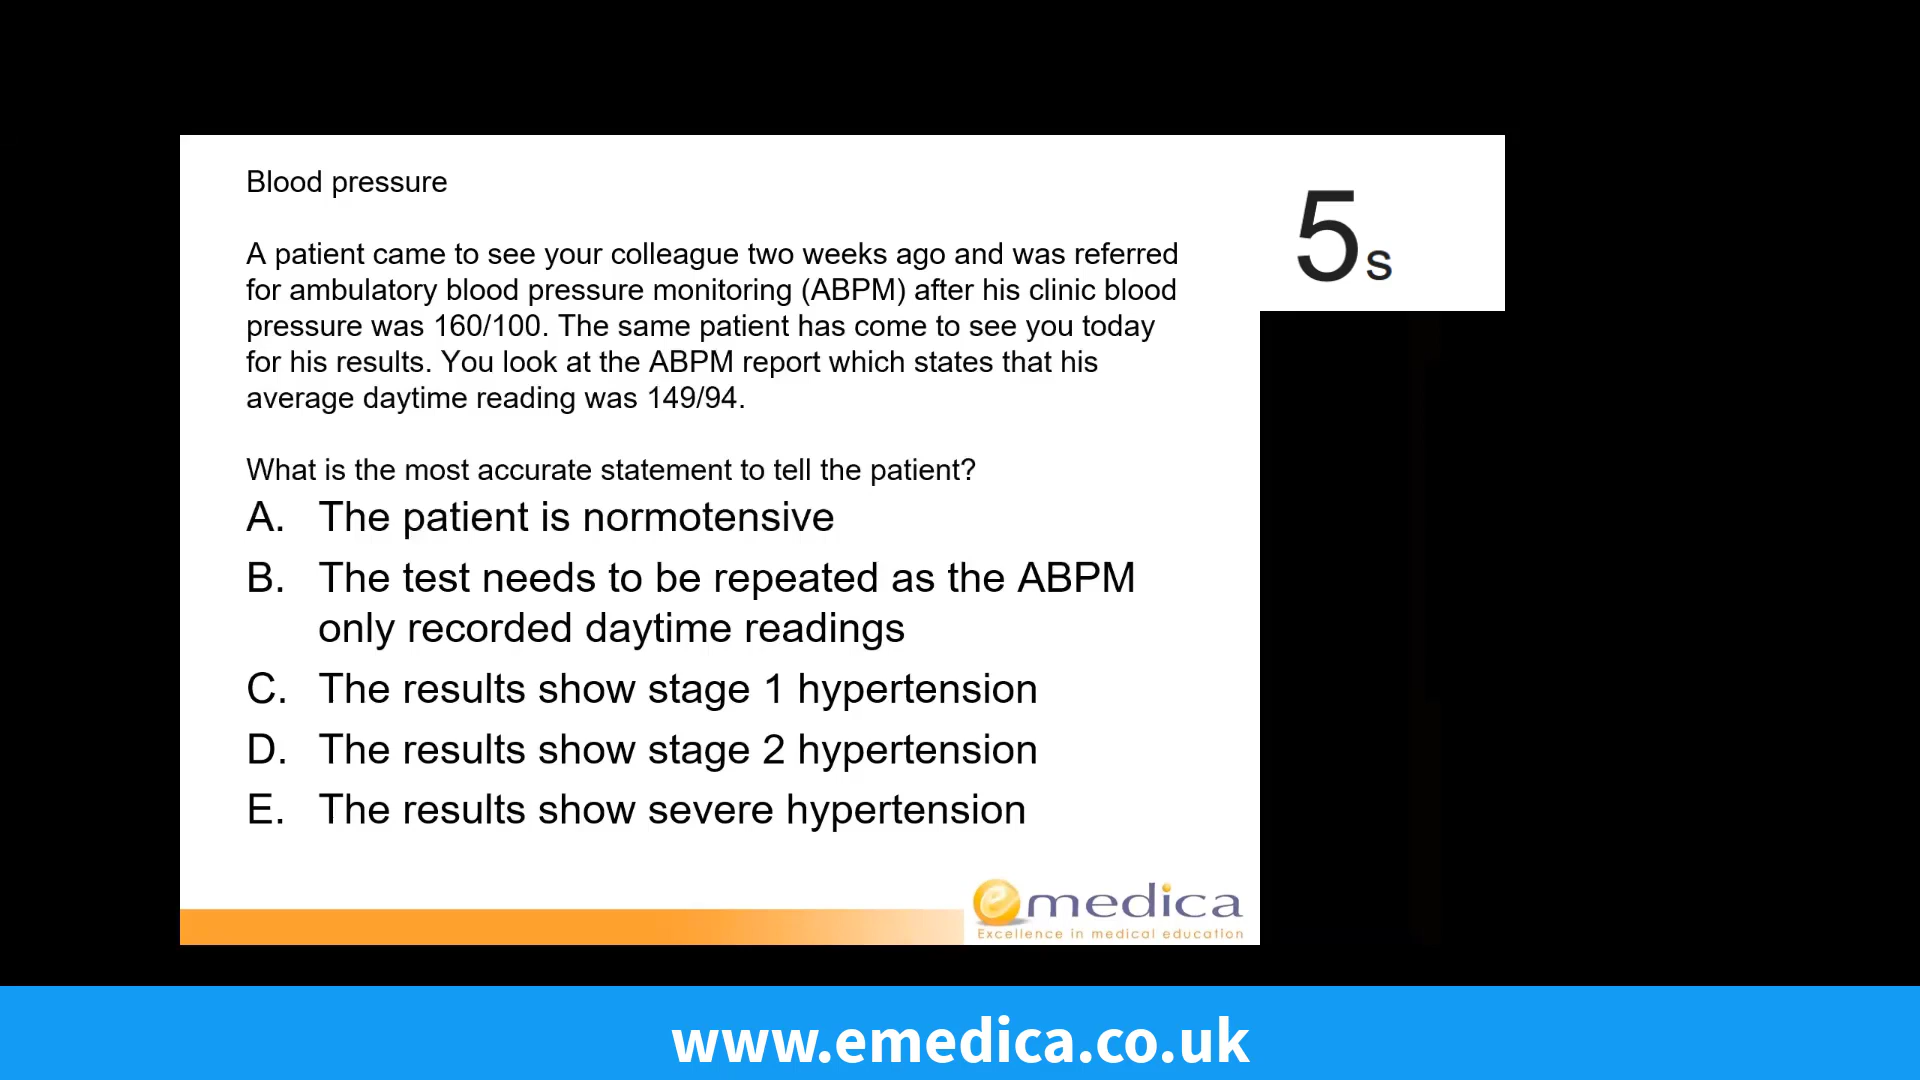 Blood pressure
5s
A patient came to see your colleague two weeks ago and was referred
for ambulatory blood pressure monitoring (ABPM) after his clinic blood
pressure was 160/100. The same patient has come to see you today
for his results. You look at the ABPM report which states that his
average daytime reading was 149/94.
What is the most accurate statement to tell the patient?
A. The patient is normotensive
B. The test needs to be repeated as the ABPM
only recorded daytime readings
C. The results show stage 1 hypertension
D. The results show stage 2 hypertension
E. The results show severe hypertension
emedica
Excellence in medical education
www.emedica.co.uk